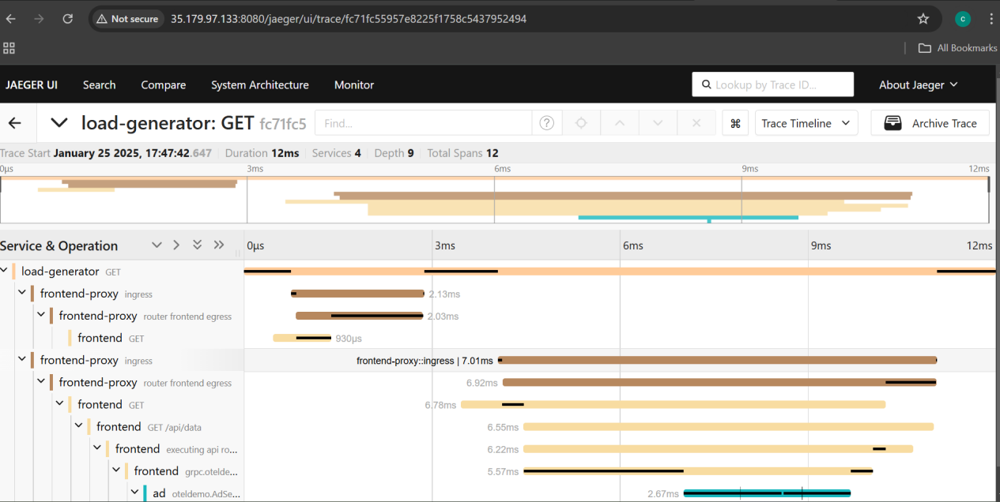 Not secure 35.179.97.133:8080/jaeger/ui/trace/fc71fc55957e8225f1758c5437952494 c
All Bookmarks
JAEGER UI Search Compare System Architecture Monitor Lookup by Trace ID... About Jaeger
load-generator: GET fc71fc5 Find... ? ⌘ Trace Timeline Archive Trace
Trace Start January 25 2025, 17:47:42.647 Duration 12ms Services 4 Depth 9 Total Spans 12
0μs 3ms 6ms 9ms 12ms
Service & Operation 0μs 3ms 6ms 9ms 12ms
load-generator GET
frontend-proxy ingress 2.13ms
frontend-proxy router frontend egress 2.03ms
frontend GET 930μs
frontend-proxy ingress frontend-proxy::ingress | 7.01ms
frontend-proxy router frontend egress 6.92ms
frontend GET 6.78ms
frontend GET /api/data 6.55ms
frontend executing api ro... 6.22ms
frontend grpc.otelde... 5.57ms
ad oteldemo.AdSe... 2.67ms